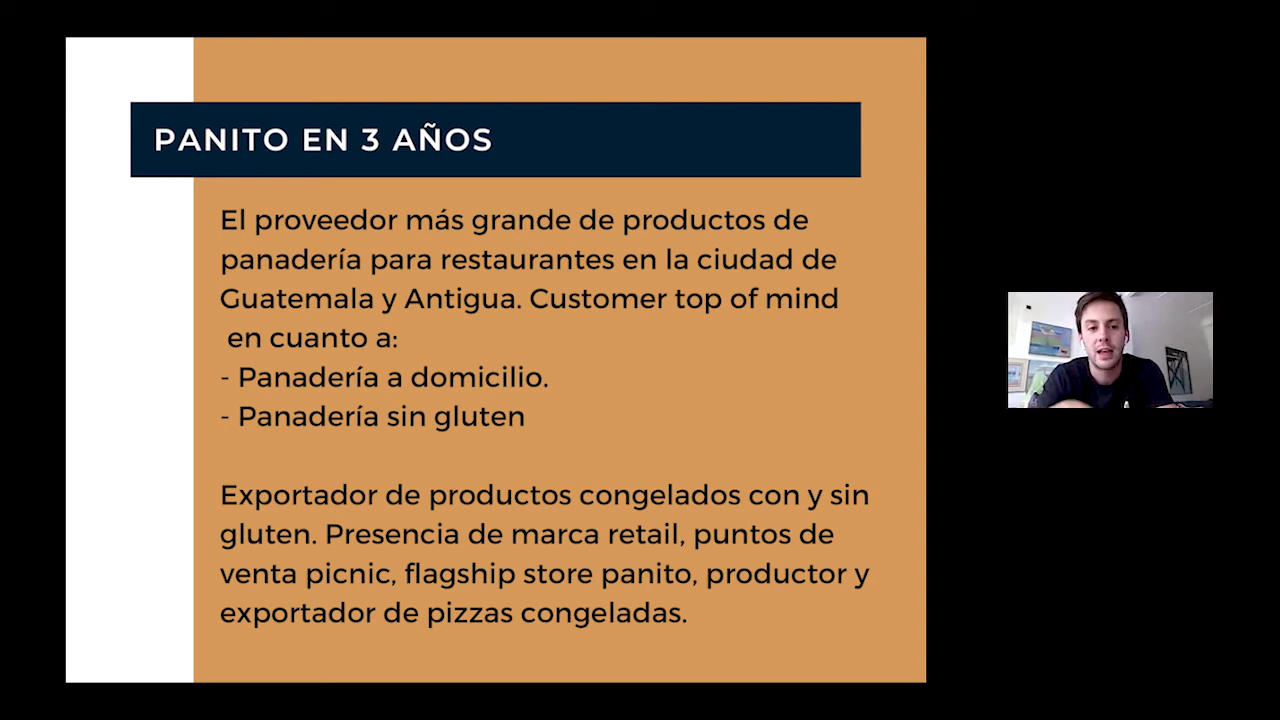 PANITO EN 3 AÑOS
El proveedor más grande de productos de
panadería para restaurantes en la ciudad de
Guatemala y Antigua. Customer top of mind
en cuanto a:
- Panadería a domicilio.
- Panadería sin gluten
Exportador de productos congelados con y sin
gluten. Presencia de marca retail, puntos de
venta picnic, flagship store panito, productor y
exportador de pizzas congeladas.